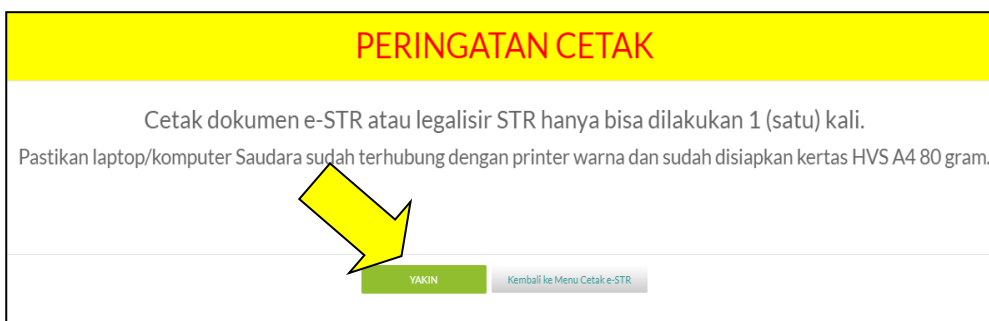 PERINGATAN CETAK
Cetak dokumen e-STR atau legalisir STR hanya bisa dilakukan 1 (satu) kali.
Pastikan laptop/komputer Saudara sudah terhubung dengan printer warna dan sudah disiapkan kertas HVS A4 80 gram.
YAKIN Kembali ke Menu Cetak e-STR